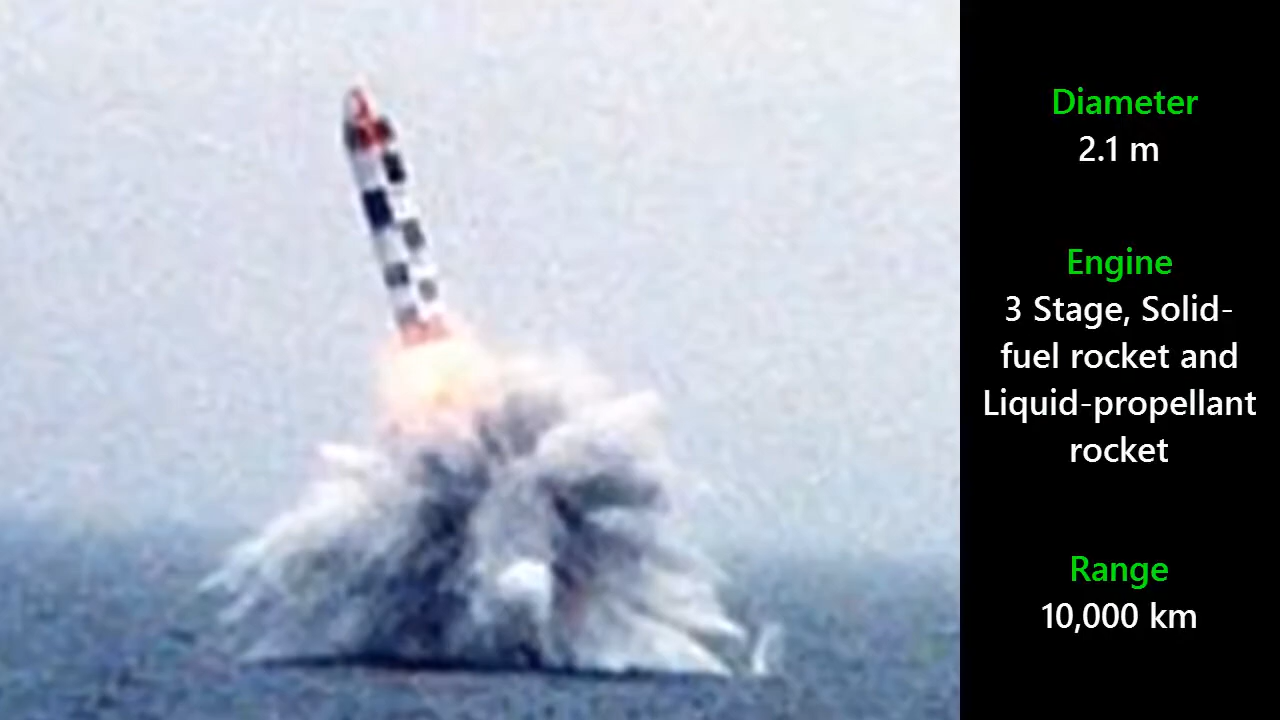 Diameter
2.1 m
Engine
3 Stage, Solid-
fuel rocket and
Liquid-propellant
rocket
Range
10,000 km